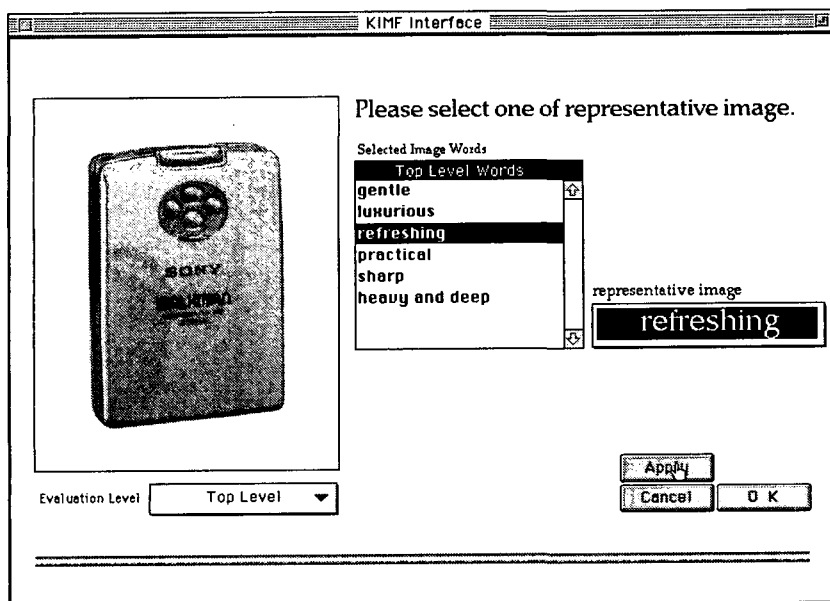 KIMF Interface
Please select one of representative image.
Selected Image Words
Top Level Words
gentle
luxurious
refreshing
practical
sharp
heavy and deep
representative image
refreshing
SONY
WALKMAN
Evaluation Level
Top Level
Apply
Cancel
O K